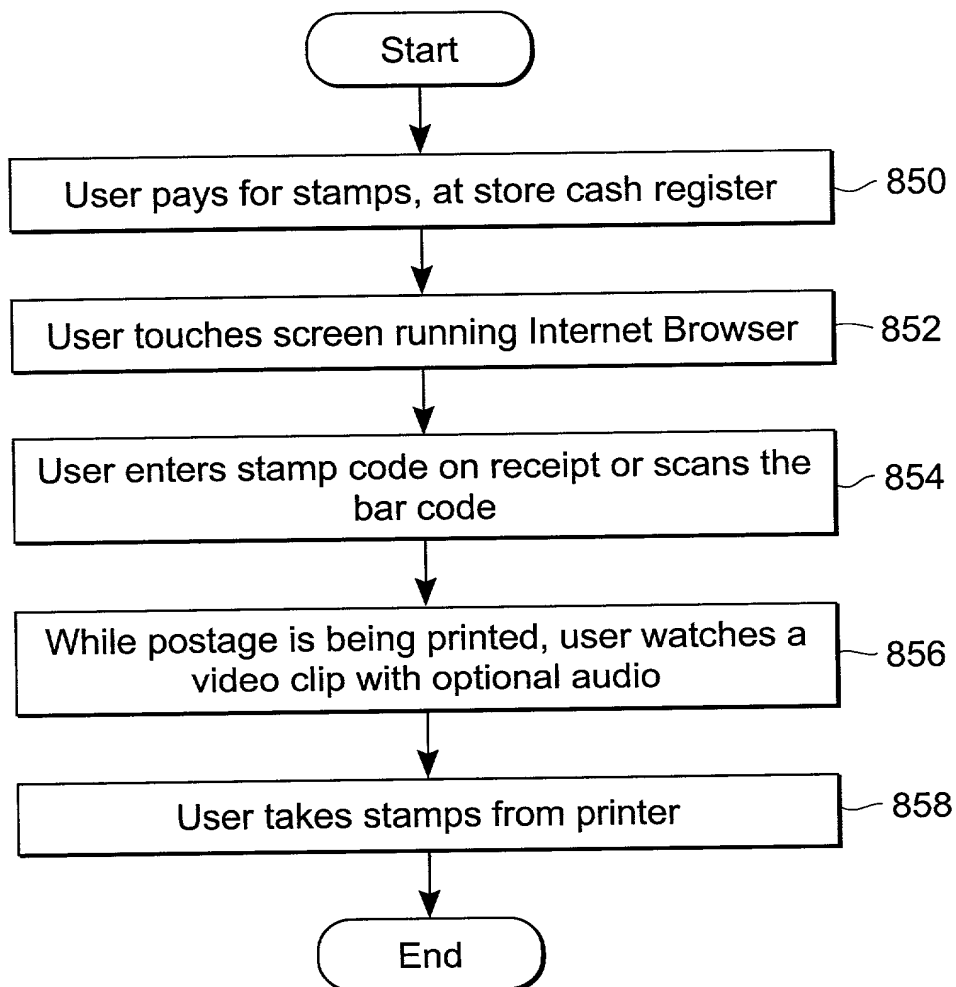 Start
User pays for stamps, at store cash register
850
User touches screen running Internet Browser
852
User enters stamp code on receipt or scans the
bar code
854
While postage is being printed, user watches a
video clip with optional audio
856
User takes stamps from printer
858
End